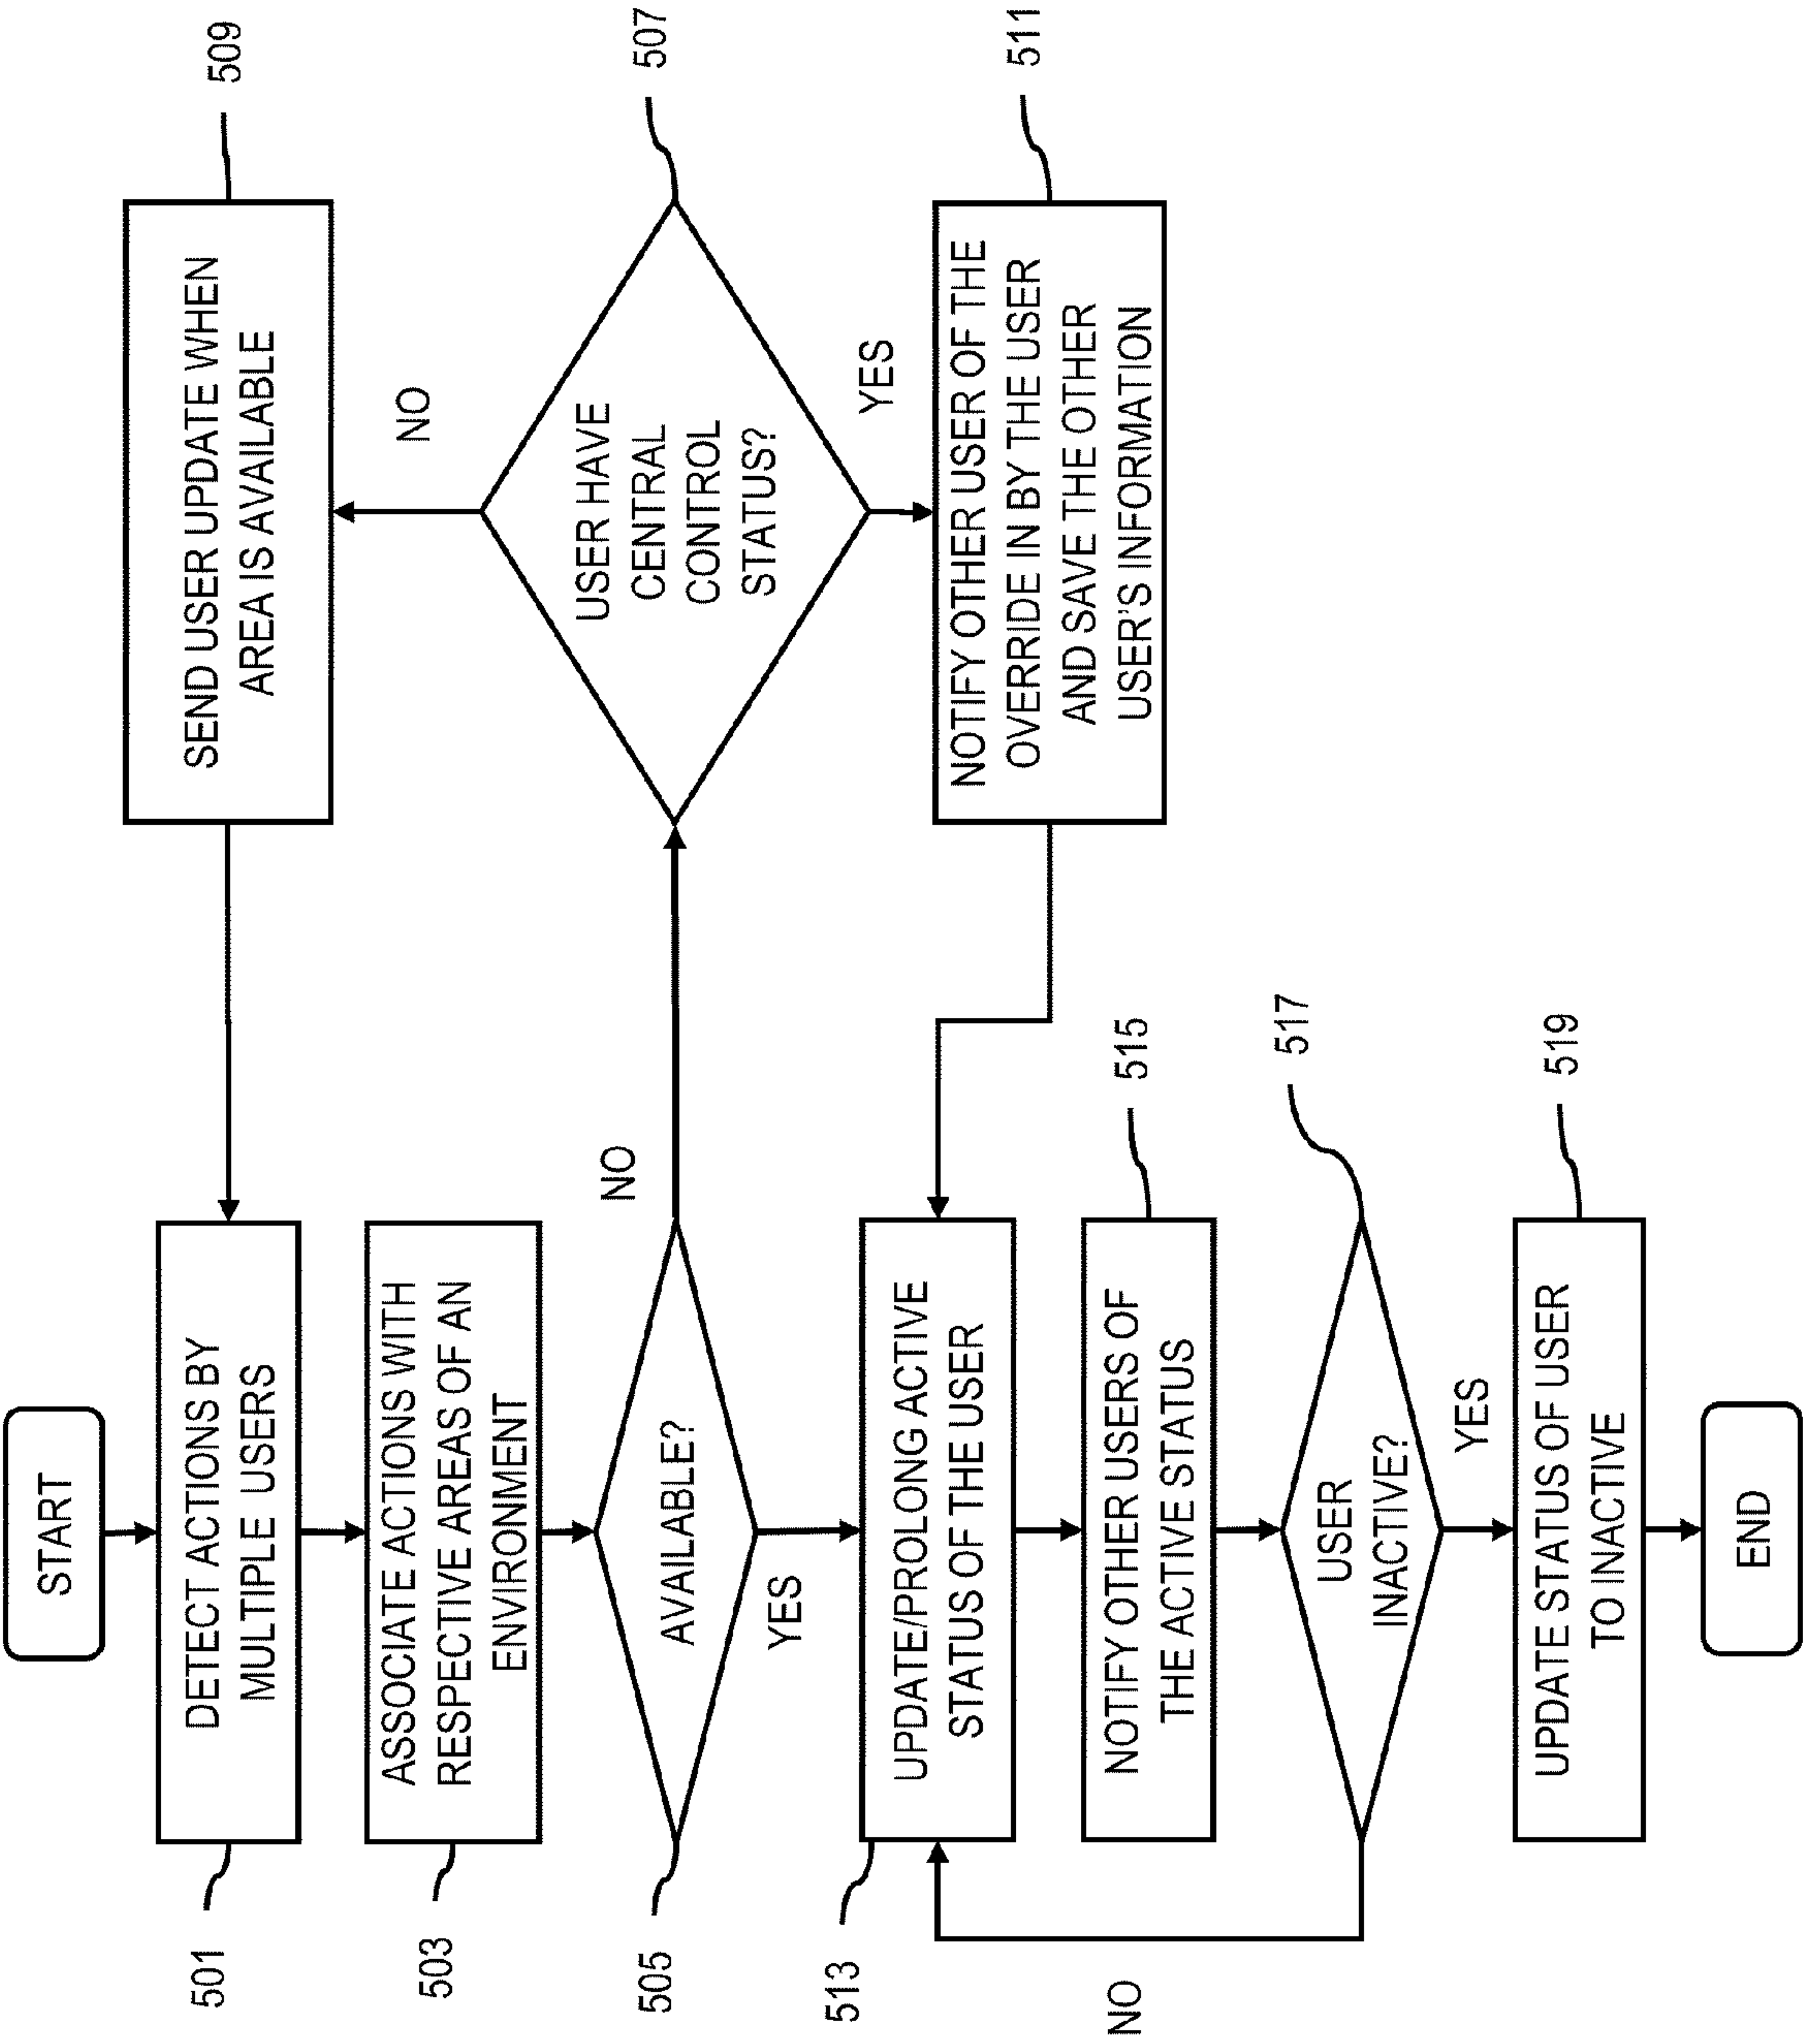 START
DETECT ACTIONS BY
MULTIPLE USERS
501
ASSOCIATE ACTIONS WITH
RESPECTIVE AREAS OF AN
ENVIRONMENT
503
AVAILABLE?
505
NO
YES
USER HAVE
CENTRAL
CONTROL
STATUS?
507
NO
YES
SEND USER UPDATE WHEN
AREA IS AVAILABLE
509
NOTIFY OTHER USER OF THE
OVERRIDE IN BY THE USER
AND SAVE THE OTHER
USER'S INFORMATION
511
UPDATE/PROLONG ACTIVE
STATUS OF THE USER
513
NOTIFY OTHER USERS OF
THE ACTIVE STATUS
515
USER
INACTIVE?
517
NO
YES
UPDATE STATUS OF USER
TO INACTIVE
519
END